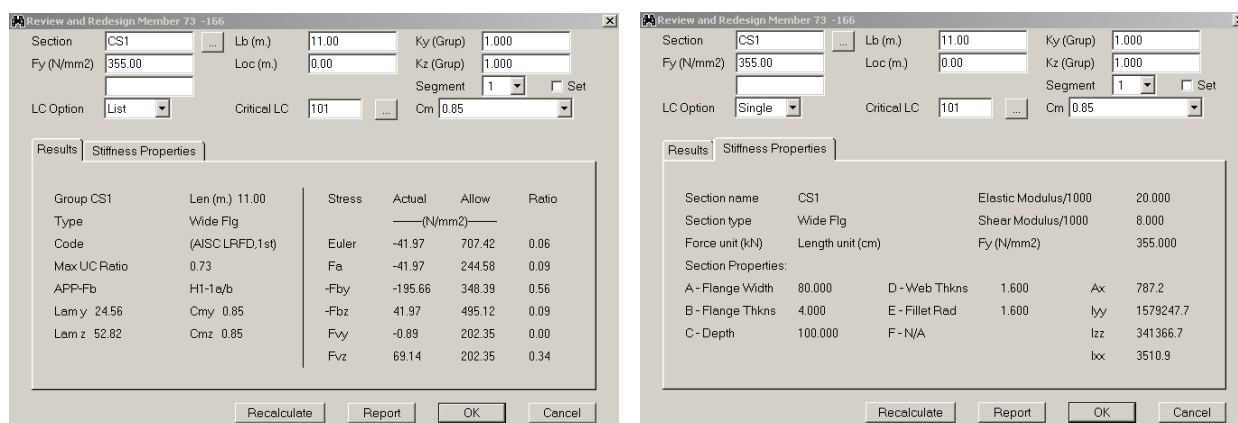 Review and Redesign Member 73 -166
Section CS1 ... Lb (m.) 11.00 Ky (Grup) 1.000
Fy (N/mm2) 355.00 Loc (m.) 0.00 Kz (Grup) 1.000
Segment 1 Set
LC Option List Critical LC 101 ... Cm 0.85
Results Stiffness Properties
Group CS1 Len (m.) 11.00 Stress Actual Allow Ratio
Type Wide Flg (N/mm2)
Code (AISC LRFD,1st) Euler -41.97 707.42 0.06
Max UC Ratio 0.73 Fa -41.97 244.58 0.09
APP-Fb H1-1a/b -Fby -195.66 348.39 0.56
Lam y 24.56 Cmy 0.85 -Fbz 41.97 495.12 0.09
Lam z 52.82 Cmz 0.85 Fvy -0.89 202.35 0.00
Fvz 69.14 202.35 0.34
Recalculate Report OK Cancel
Review and Redesign Member 73 -166
Section CS1 ... Lb (m.) 11.00 Ky (Grup) 1.000
Fy (N/mm2) 355.00 Loc (m.) 0.00 Kz (Grup) 1.000
Segment 1 Set
LC Option Single Critical LC 101 ... Cm 0.85
Results Stiffness Properties
Section name CS1 Elastic Modulus/1000 20.000
Section type Wide Flg Shear Modulus/1000 8.000
Force unit (kN) Length unit (cm) Fy (N/mm2) 355.000
Section Properties:
A - Flange Width 80.000 D - Web Thkns 1.600 Ax 787.2
B - Flange Thkns 4.000 E - Fillet Rad 1.600 Iyy 1579247.7
C - Depth 100.000 F - N/A Izz 341366.7
Ixx 3510.9
Recalculate Report OK Cancel